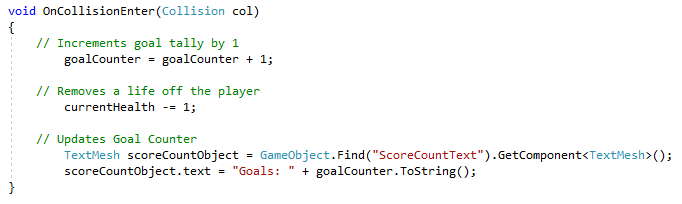 void OnCollisionEnter(Collision col)
{
// Increments goal tally by 1
goalCounter = goalCounter + 1;
// Removes a life off the player
currentHealth -= 1;
// Updates Goal Counter
TextMesh scoreCountObject = GameObject.Find("ScoreCountText").GetComponent<TextMesh>();
scoreCountObject.text = "Goals: " + goalCounter.ToString();
}